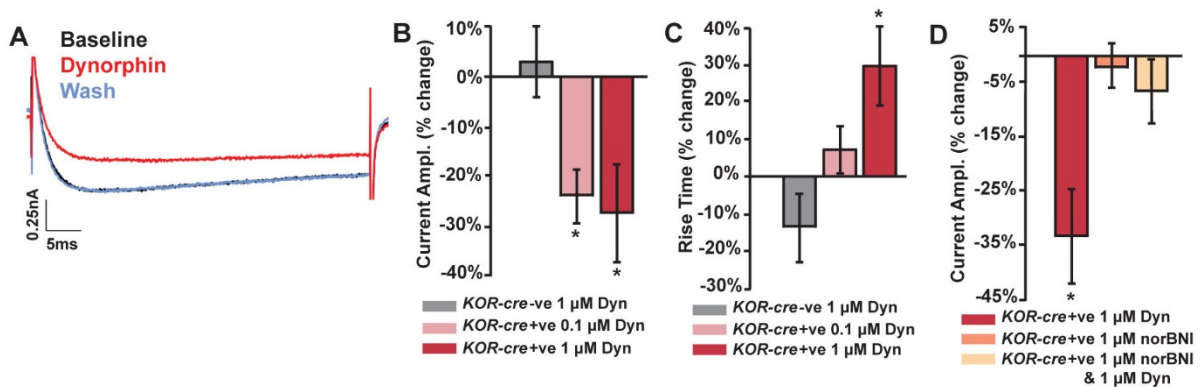 A
Baseline
Dynorphin
Wash
0.25nA
5ms
B
Current Ampl. (% change)
10%
0%
-10%
-20%
-30%
-40%
*
*
KOR-cre-ve 1 µM Dyn
KOR-cre+ve 0.1 µM Dyn
KOR-cre+ve 1 µM Dyn
C
Rise Time (% change)
40%
30%
20%
10%
0%
-10%
-20%
-30%
*
KOR-cre-ve 1 µM Dyn
KOR-cre+ve 0.1 µM Dyn
KOR-cre+ve 1 µM Dyn
D
Current Ampl. (% change)
5%
-5%
-15%
-25%
-35%
-45%
*
KOR-cre+ve 1 µM Dyn
KOR-cre+ve 1 µM norBNI
KOR-cre+ve 1 µM norBNI
& 1 µM Dyn